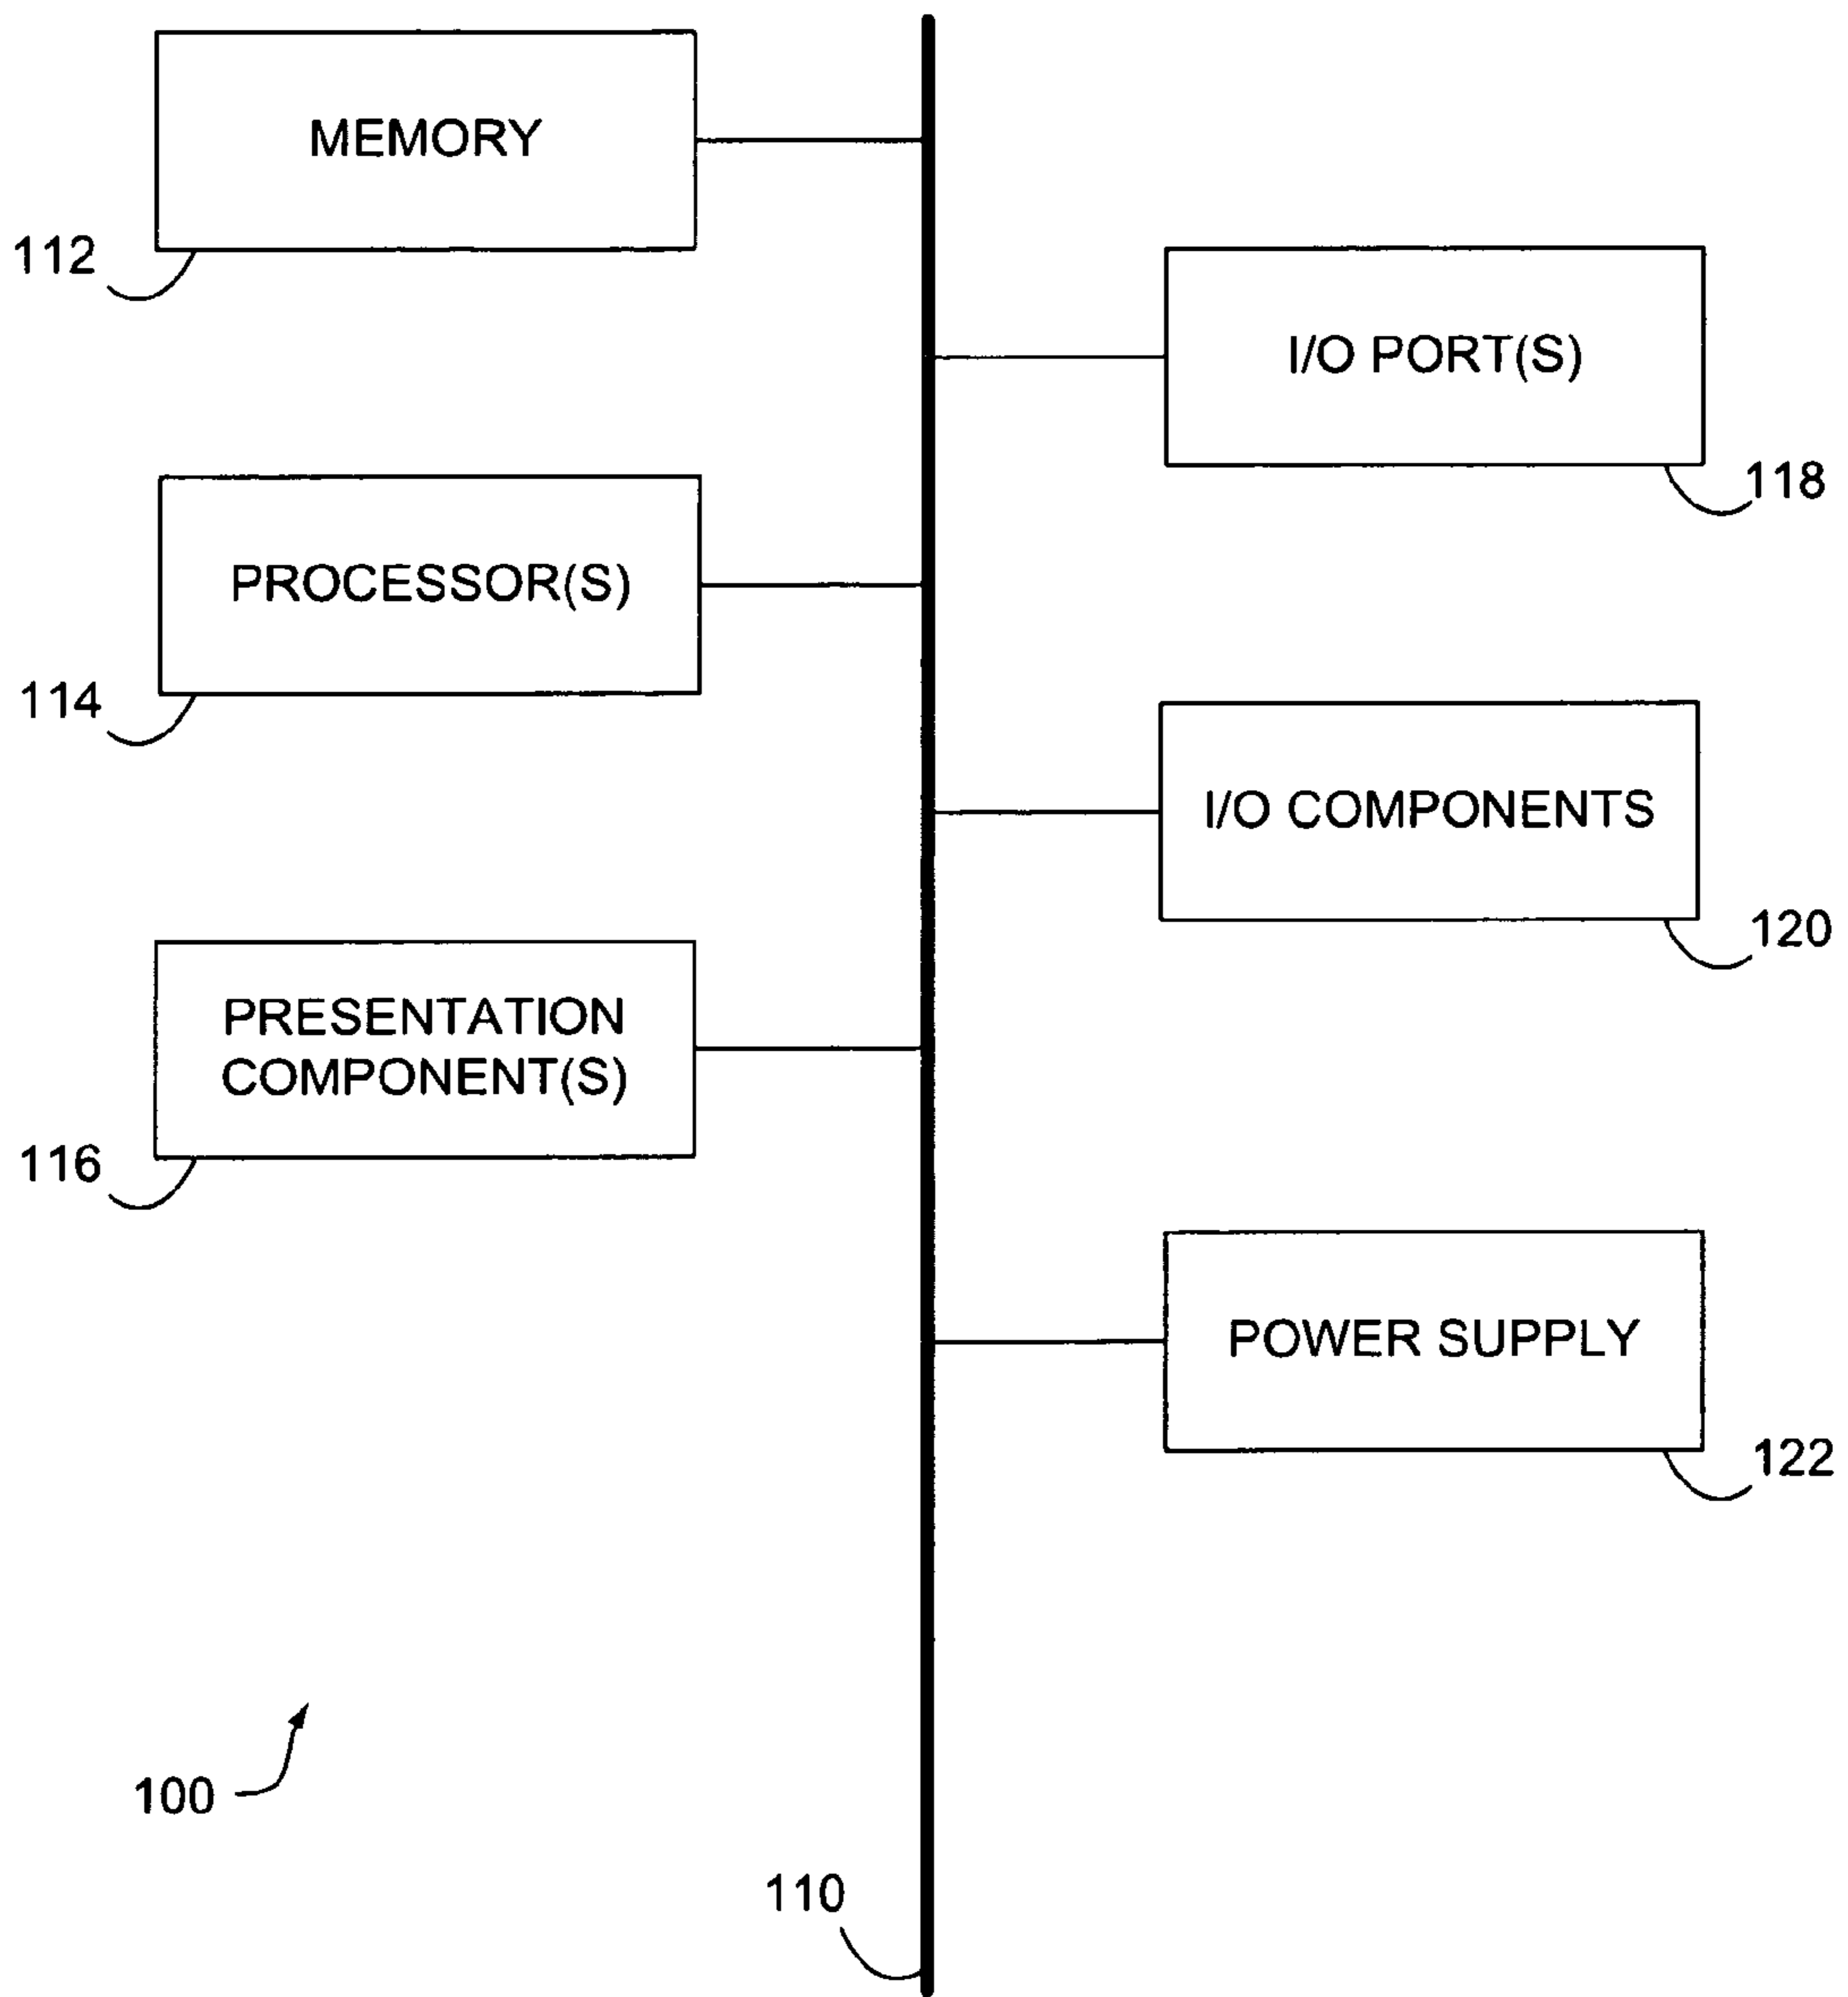 MEMORY
112
I/O PORT(S)
118
PROCESSOR(S)
114
I/O COMPONENTS
120
PRESENTATION
COMPONENT(S)
116
POWER SUPPLY
122
100
110